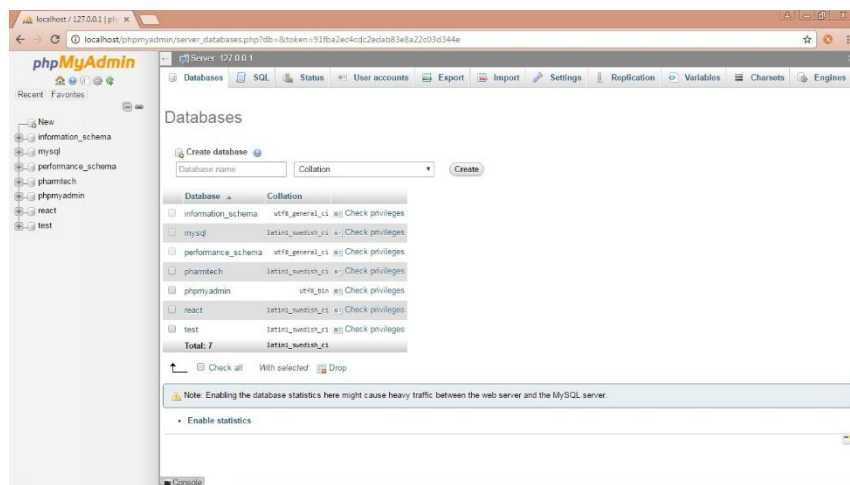 localhost / 127.0.0.1 | ph
localhost/phpmyadmin/server_databases.php?db=&token=91fba2ec4cdc2edab83e8a22c03d344e
phpMyAdmin
Recent Favorites
New
information_schema
mysql
performance_schema
pharmtech
phpmyadmin
react
test
Server: 127.0.0.1
Databases SQL Status User accounts Export Import Settings Replication Variables Charsets Engines
Databases
Create database
Database name Collation Create
Database Collation
information_schema utf8_general_ci Check privileges
mysql latin1_swedish_ci Check privileges
performance_schema utf8_general_ci Check privileges
pharmtech latin1_swedish_ci Check privileges
phpmyadmin utf8_bin Check privileges
react latin1_swedish_ci Check privileges
test latin1_swedish_ci Check privileges
Total: 7 latin1_swedish_ci
Check all With selected: Drop
Note: Enabling the database statistics here might cause heavy traffic between the web server and the MySQL server.
Enable statistics
Console